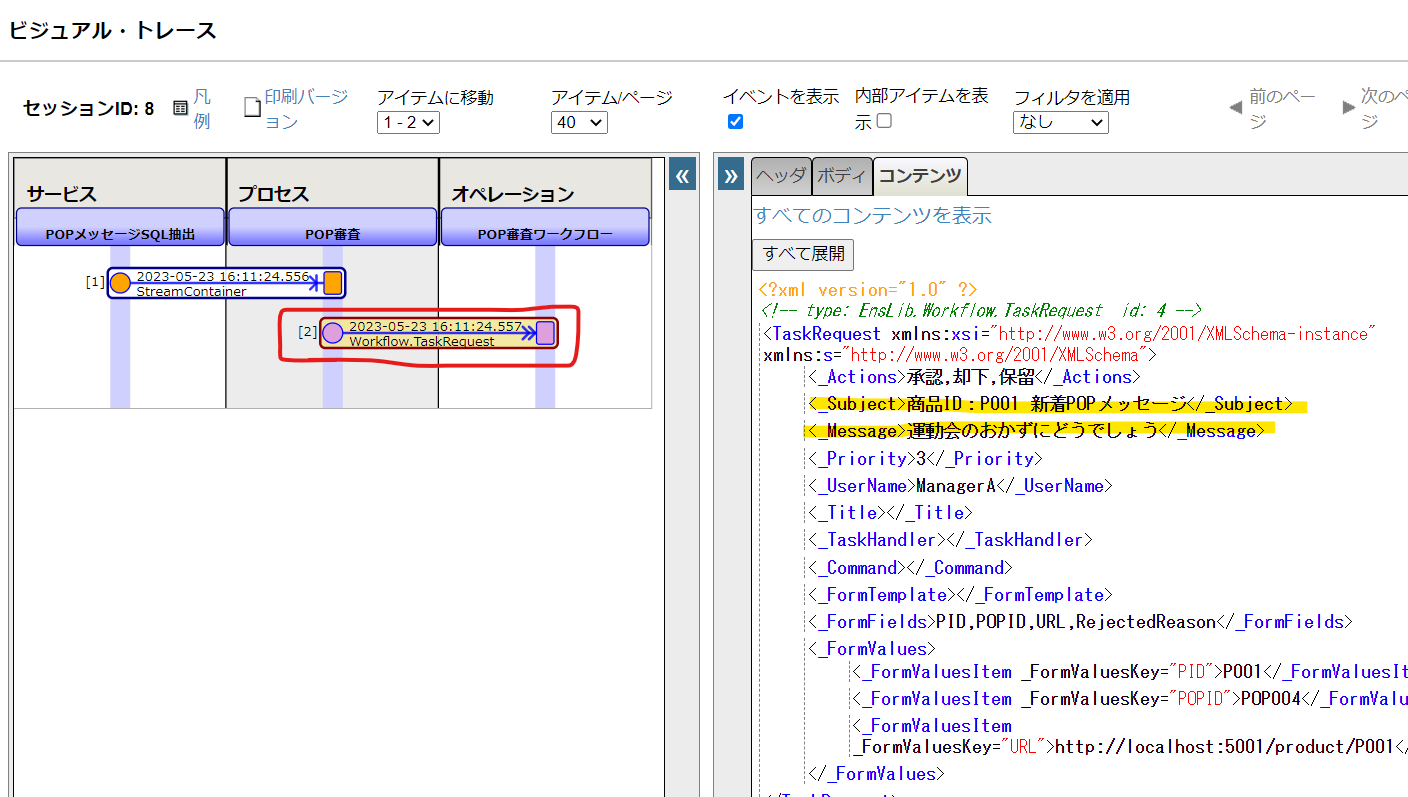 ビジュアル・トレース
セッションID: 8
凡
例
印刷バージ
ョン
アイテムに移動
1 - 2
アイテム/ページ
40
イベントを表示
内部アイテムを表
示
フィルタを適用
なし
前のペー
ジ
次のペ
ジ
サービス
プロセス
オペレーション
POPメッセージSQL抽出
POP審査
POP審査ワークフロー
[1]
2023-05-23 16:11:24.556
StreamContainer
[2]
2023-05-23 16:11:24.557
Workflow.TaskRequest
«
»
ヘッダ
ボディ
コンテンツ
すべてのコンテンツを表示
すべて展開
<?xml version="1.0" ?>
<!-- type: EnsLib.Workflow.TaskRequest  id: 4 -->
<TaskRequest xmlns:xsi="http://www.w3.org/2001/XMLSchema-instance"
xmlns:s="http://www.w3.org/2001/XMLSchema">
<_Actions>承認,却下,保留</_Actions>
<_Subject>商品ID：P001 新着POPメッセージ</_Subject>
<_Message>運動会のおかずにどうでしょう</_Message>
<_Priority>3</_Priority>
<_UserName>ManagerA</_UserName>
<_Title></_Title>
<_TaskHandler></_TaskHandler>
<_Command></_Command>
<_FormTemplate></_FormTemplate>
<_FormFields>PID,POPID,URL,RejectedReason</_FormFields>
<_FormValues>
<_FormValuesItem _FormValuesKey="PID">P001</_FormValuesIt
<_FormValuesItem _FormValuesKey="POPID">POP004</_FormValu
<_FormValuesItem
_FormValuesKey="URL">http://localhost:5001/product/P001</
</_FormValues>
</TaskRequest>